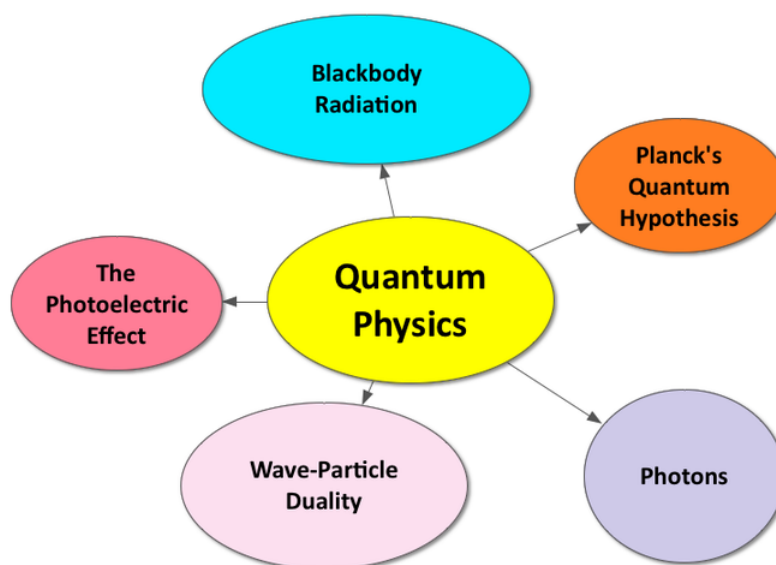 Blackbody
Radiation
Planck's
Quantum
Hypothesis
The
Photoelectric
Effect
Quantum
Physics
Wave-Particle
Duality
Photons